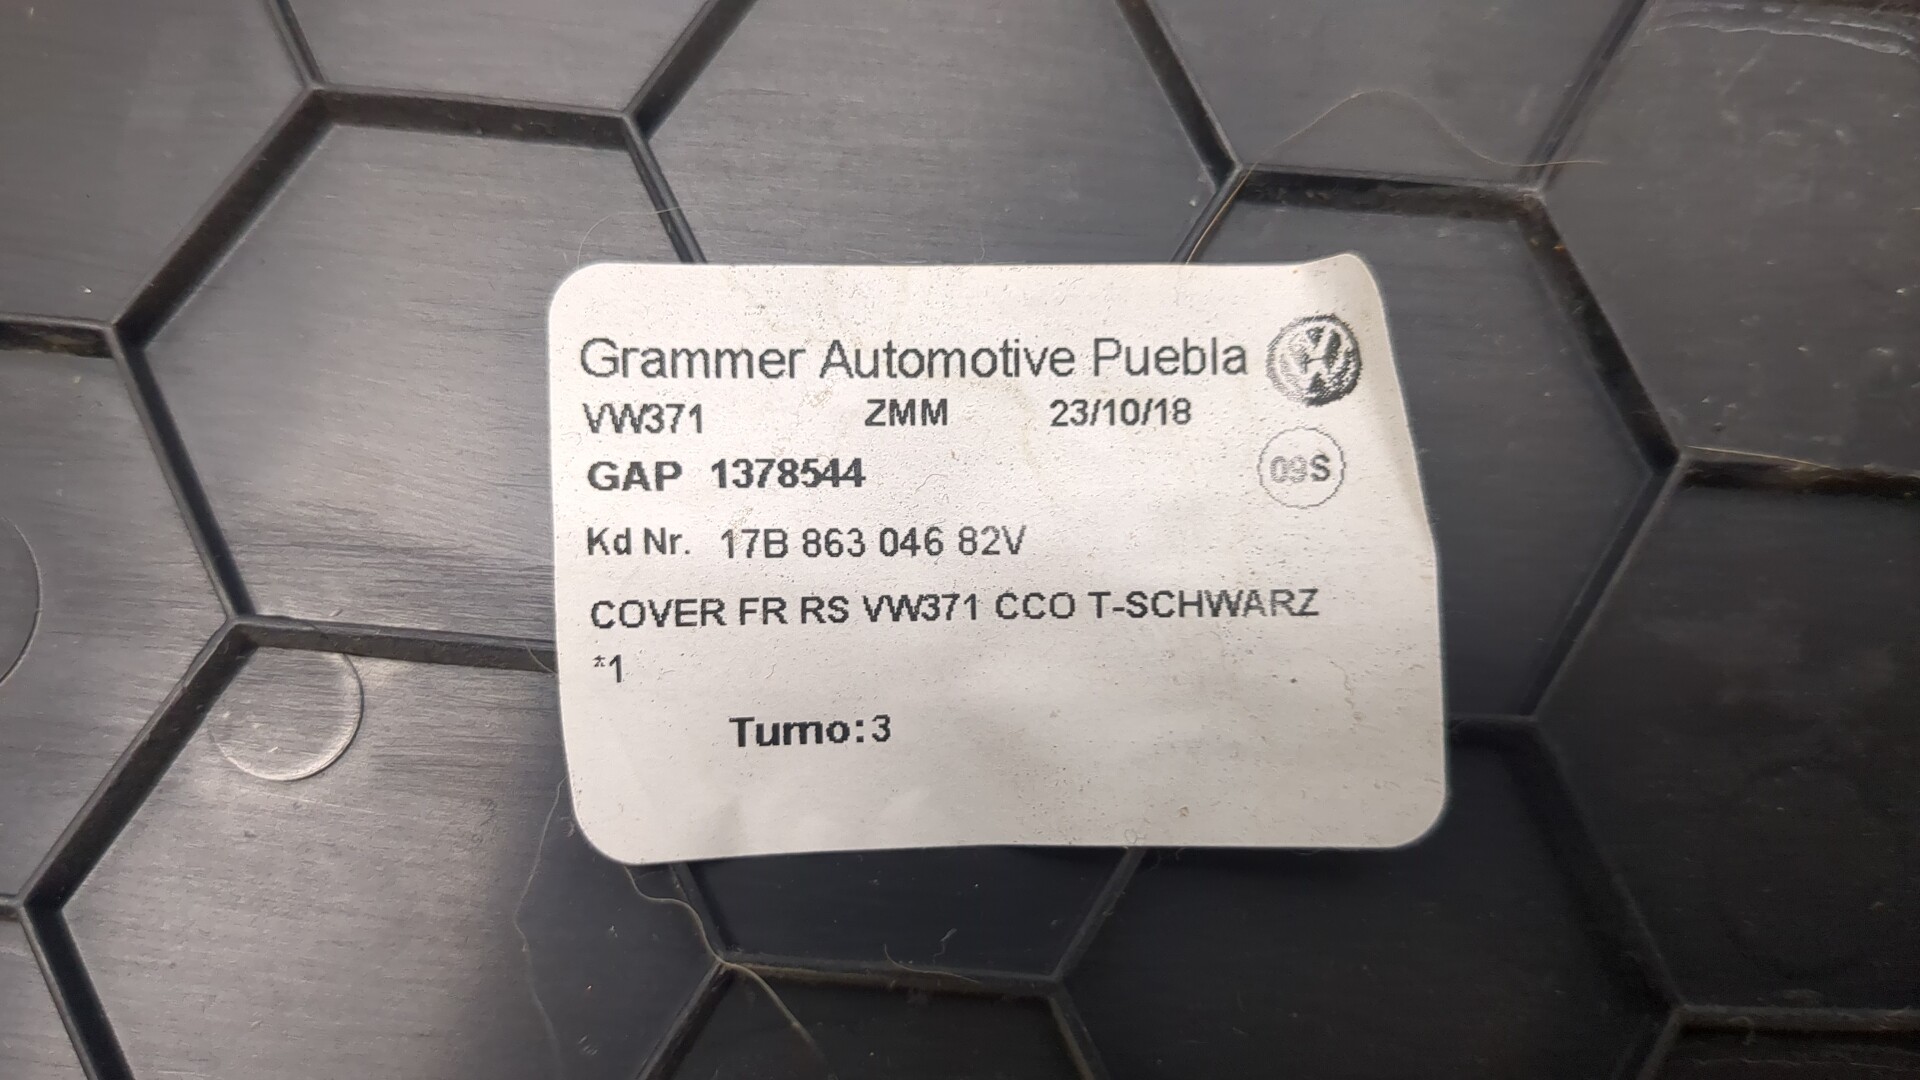 Grammer Automotive Puebla
VW371 ZMM 23/10/18
GAP 1378544 09S
Kd Nr. 17B 863 046 82V
COVER FR RS VW371 CCO T-SCHWARZ
*1
Turno:3